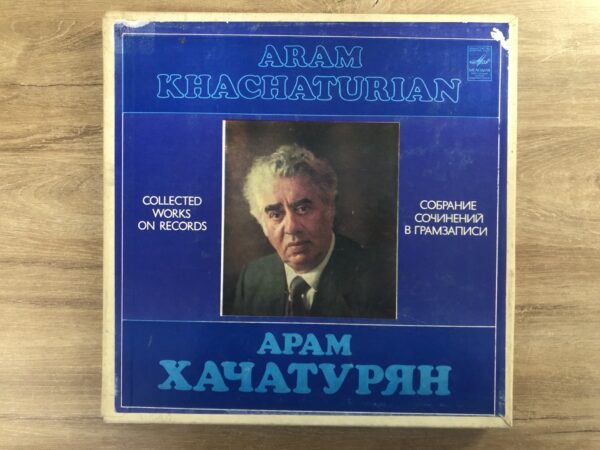 ARAM
KHACHATURIAN
COLLECTED
WORKS
ON RECORDS
СОБРАНИЕ
СОЧИНЕНИЙ
В ГРАМЗАПИСИ
АРАМ
ХАЧАТУРЯН